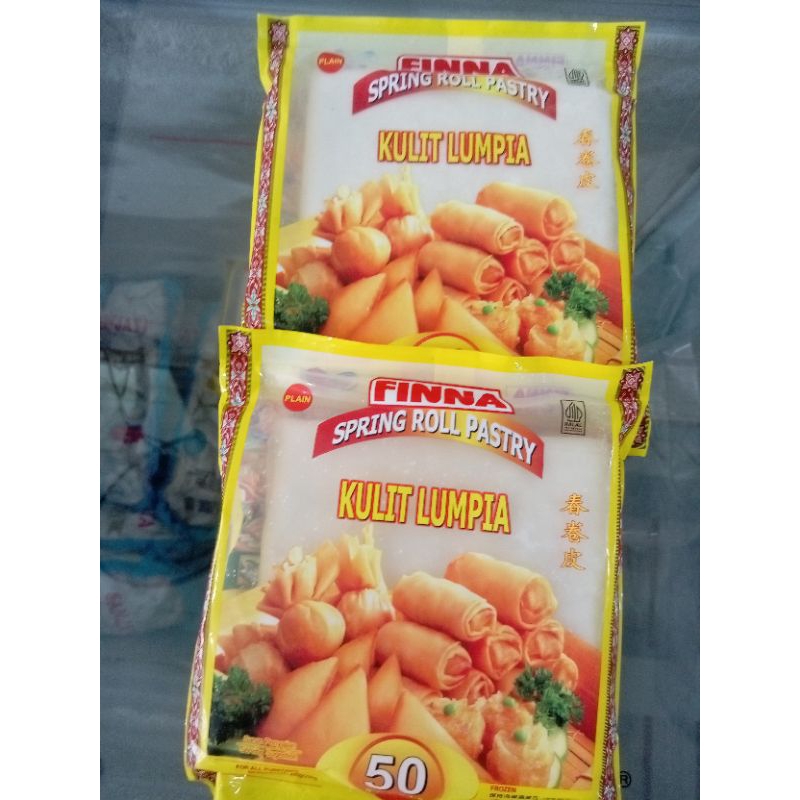 PLAIN
FINNA
SPRING ROLL PASTRY
KULIT LUMPIA
春
卷
皮
PLAIN
FINNA
SPRING ROLL PASTRY
KULIT LUMPIA
春
卷
皮
50
FROZEN